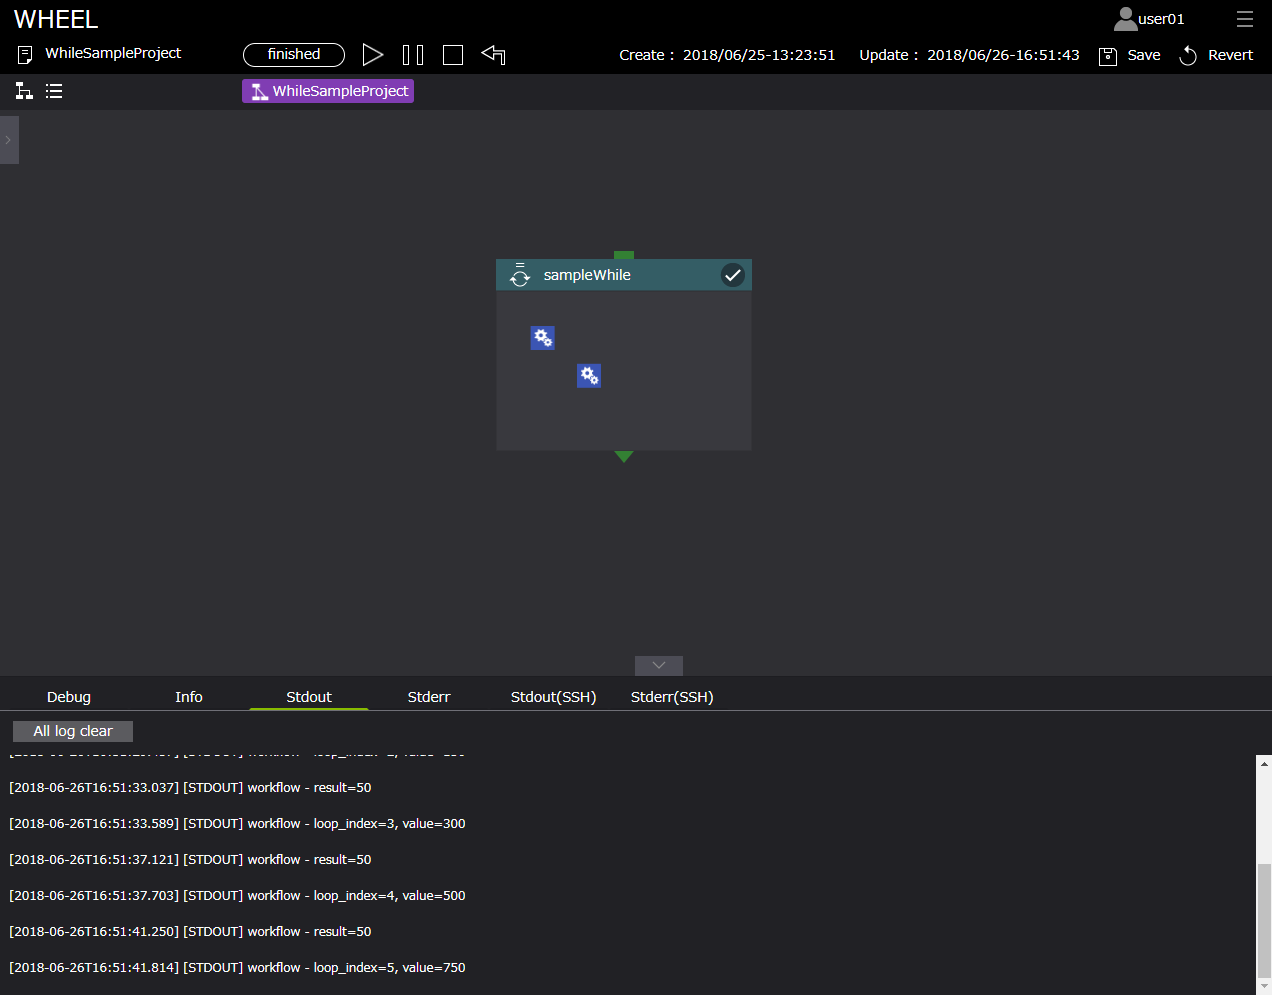 WHEEL
user01
WhileSampleProject
finished
Create : 2018/06/25-13:23:51
Update : 2018/06/26-16:51:43
Save
Revert
WhileSampleProject
sampleWhile
Debug
Info
Stdout
Stderr
Stdout(SSH)
Stderr(SSH)
All log clear
[2018-06-26T16:51:33.037] [STDOUT] workflow - result=50
[2018-06-26T16:51:33.589] [STDOUT] workflow - loop_index=3, value=300
[2018-06-26T16:51:37.121] [STDOUT] workflow - result=50
[2018-06-26T16:51:37.703] [STDOUT] workflow - loop_index=4, value=500
[2018-06-26T16:51:41.250] [STDOUT] workflow - result=50
[2018-06-26T16:51:41.814] [STDOUT] workflow - loop_index=5, value=750